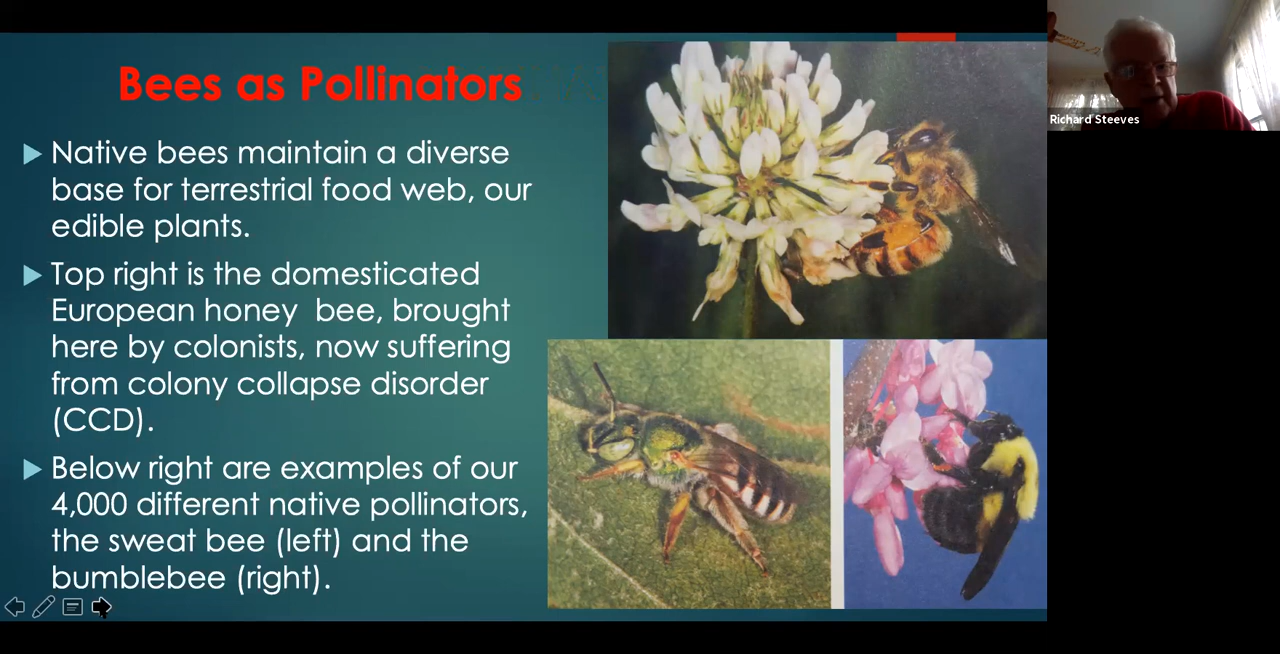 Bees as Pollinators
Native bees maintain a diverse
base for terrestrial food web, our
edible plants.
Top right is the domesticated
European honey  bee, brought
here by colonists, now suffering
from colony collapse disorder
(CCD).
Below right are examples of our
4,000 different native pollinators,
the sweat bee (left) and the
bumblebee (right).
Richard Steeves